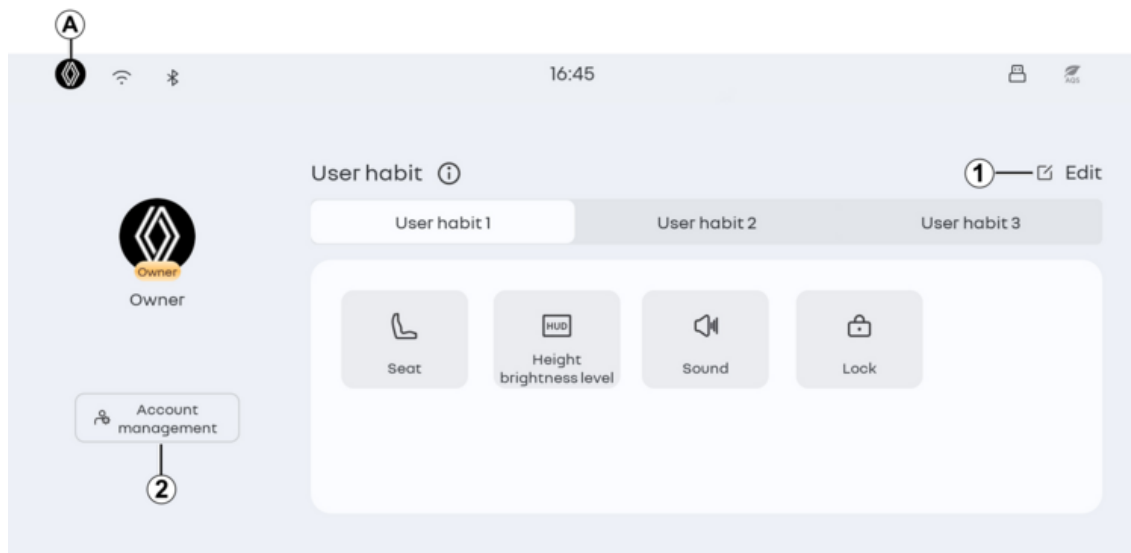 A
16:45
AQS
User habit
1
Edit
User habit 1
User habit 2
User habit 3
Owner
Owner
HUD
Seat
Height
brightness level
Sound
Lock
Account
management
2